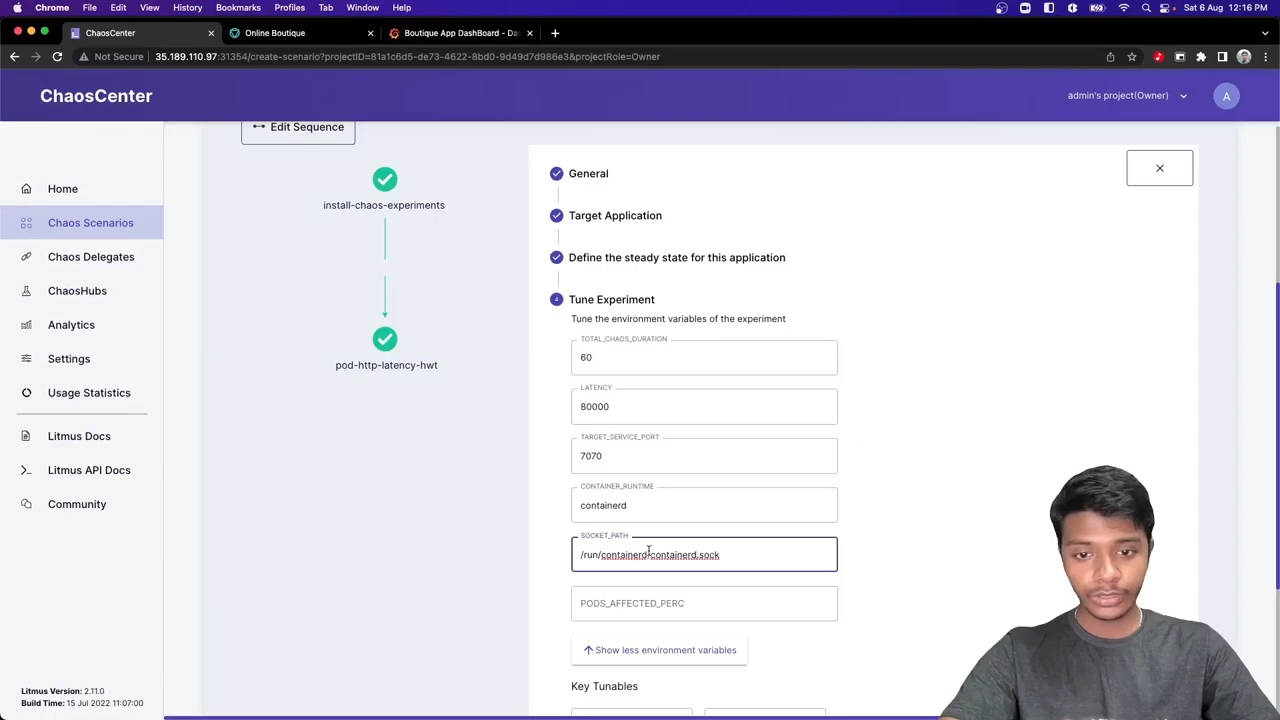 Chrome File Edit View History Bookmarks Profiles Tab Window Help Sat 6 Aug 12:16 PM
ChaosCenter Online Boutique Boutique App DashBoard - Da
Not Secure 35.189.110.97:31354/create-scenario?projectID=81a1c6d5-de73-4622-8bd0-9d49d7d986e3&projectRole=Owner
ChaosCenter admin's project(Owner) A
Home
Chaos Scenarios
Chaos Delegates
ChaosHubs
Analytics
Settings
Usage Statistics
Litmus Docs
Litmus API Docs
Community
Litmus Version: 2.11.0
Build Time: 15 Jul 2022 11:07:00
Edit Sequence
install-chaos-experiments
pod-http-latency-hwt
General
Target Application
Define the steady state for this application
4 Tune Experiment
Tune the environment variables of the experiment
TOTAL_CHAOS_DURATION
60
LATENCY
80000
TARGET_SERVICE_PORT
7070
CONTAINER_RUNTIME
containerd
SOCKET_PATH
/run/containerd/containerd.sock
PODS_AFFECTED_PERC
Show less environment variables
Key Tunables